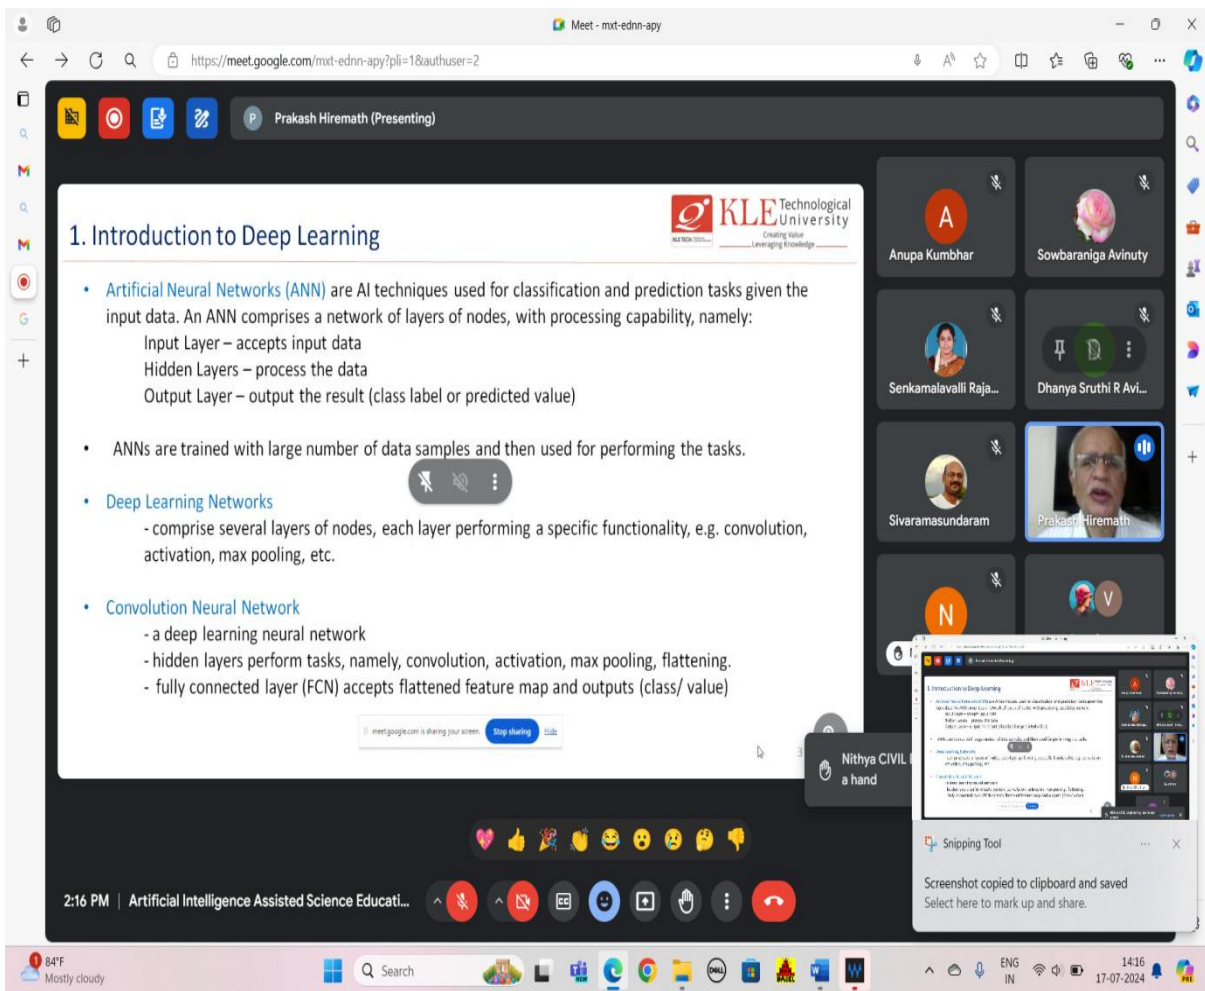 Meet - mxt-ednn-apy
https://meet.google.com/mxt-ednn-apy?pli=1&authuser=2
P Prakash Hiremath (Presenting)
KLE Technological
University
Creating Value
Leveraging Knowledge
KLE TECH
1. Introduction to Deep Learning
• Artificial Neural Networks (ANN) are AI techniques used for classification and prediction tasks given the
input data. An ANN comprises a network of layers of nodes, with processing capability, namely:
Input Layer – accepts input data
Hidden Layers – process the data
Output Layer – output the result (class label or predicted value)
• ANNs are trained with large number of data samples and then used for performing the tasks.
• Deep Learning Networks
- comprise several layers of nodes, each layer performing a specific functionality, e.g. convolution,
activation, max pooling, etc.
• Convolution Neural Network
- a deep learning neural network
- hidden layers perform tasks, namely, convolution, activation, max pooling, flattening.
- fully connected layer (FCN) accepts flattened feature map and outputs (class/ value)
meet.google.com is sharing your screen. Stop sharing Hide
3
A
Anupa Kumbhar
Sowbaraniga Avinuty
Senkamalavalli Raja...
Dhanya Sruthi R Avi...
Sivaramasundaram
Prakash Hiremath
N
V
Nithya CIVIL
a hand
Snipping Tool
Screenshot copied to clipboard and saved
Select here to mark up and share.
2:16 PM | Artificial Intelligence Assisted Science Educati...
1
84°F
Mostly cloudy
Search
NEW
DELL
ENG
IN
14:16
17-07-2024
PRE